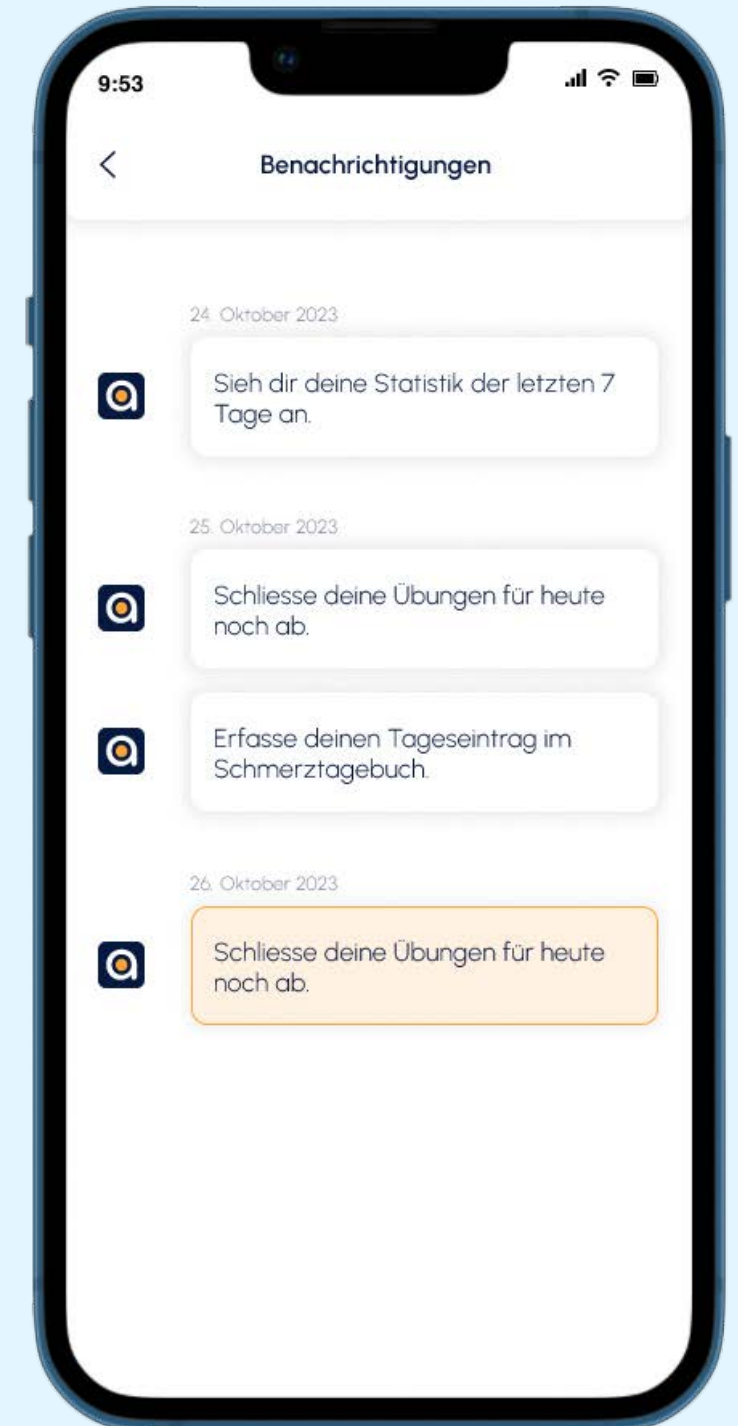 9:53
Benachrichtigungen
24. Oktober 2023
Sieh dir deine Statistik der letzten 7
Tage an.
25. Oktober 2023
Schliesse deine Übungen für heute
noch ab.
Erfasse deinen Tageseintrag im
Schmerztagebuch.
26. Oktober 2023
Schliesse deine Übungen für heute
noch ab.